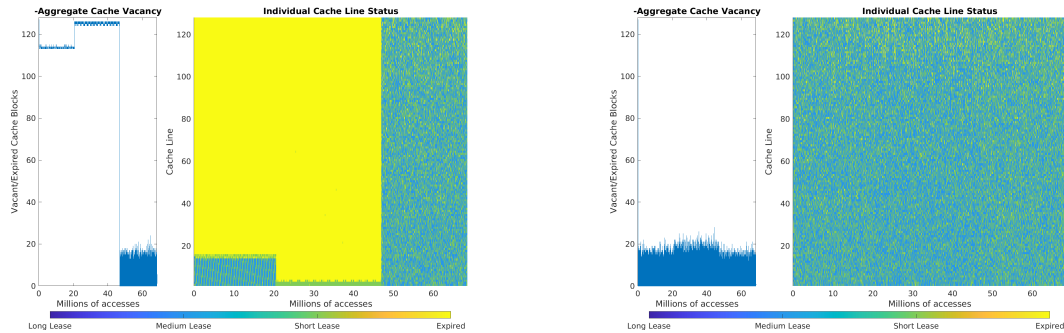 -Aggregate Cache Vacancy
Individual Cache Line Status
Vacant/Expired Cache Blocks
120
100
80
60
40
20
0
0 20 40 60
Millions of accesses
Cache Line
120
100
80
60
40
20
0 10 20 30 40 50 60
Millions of accesses
Long Lease Medium Lease Short Lease Expired
-Aggregate Cache Vacancy
Individual Cache Line Status
Vacant/Expired Cache Blocks
120
100
80
60
40
20
0
0 20 40 60
Millions of accesses
Cache Line
120
100
80
60
40
20
0 10 20 30 40 50 60
Millions of accesses
Long Lease Medium Lease Short Lease Expired